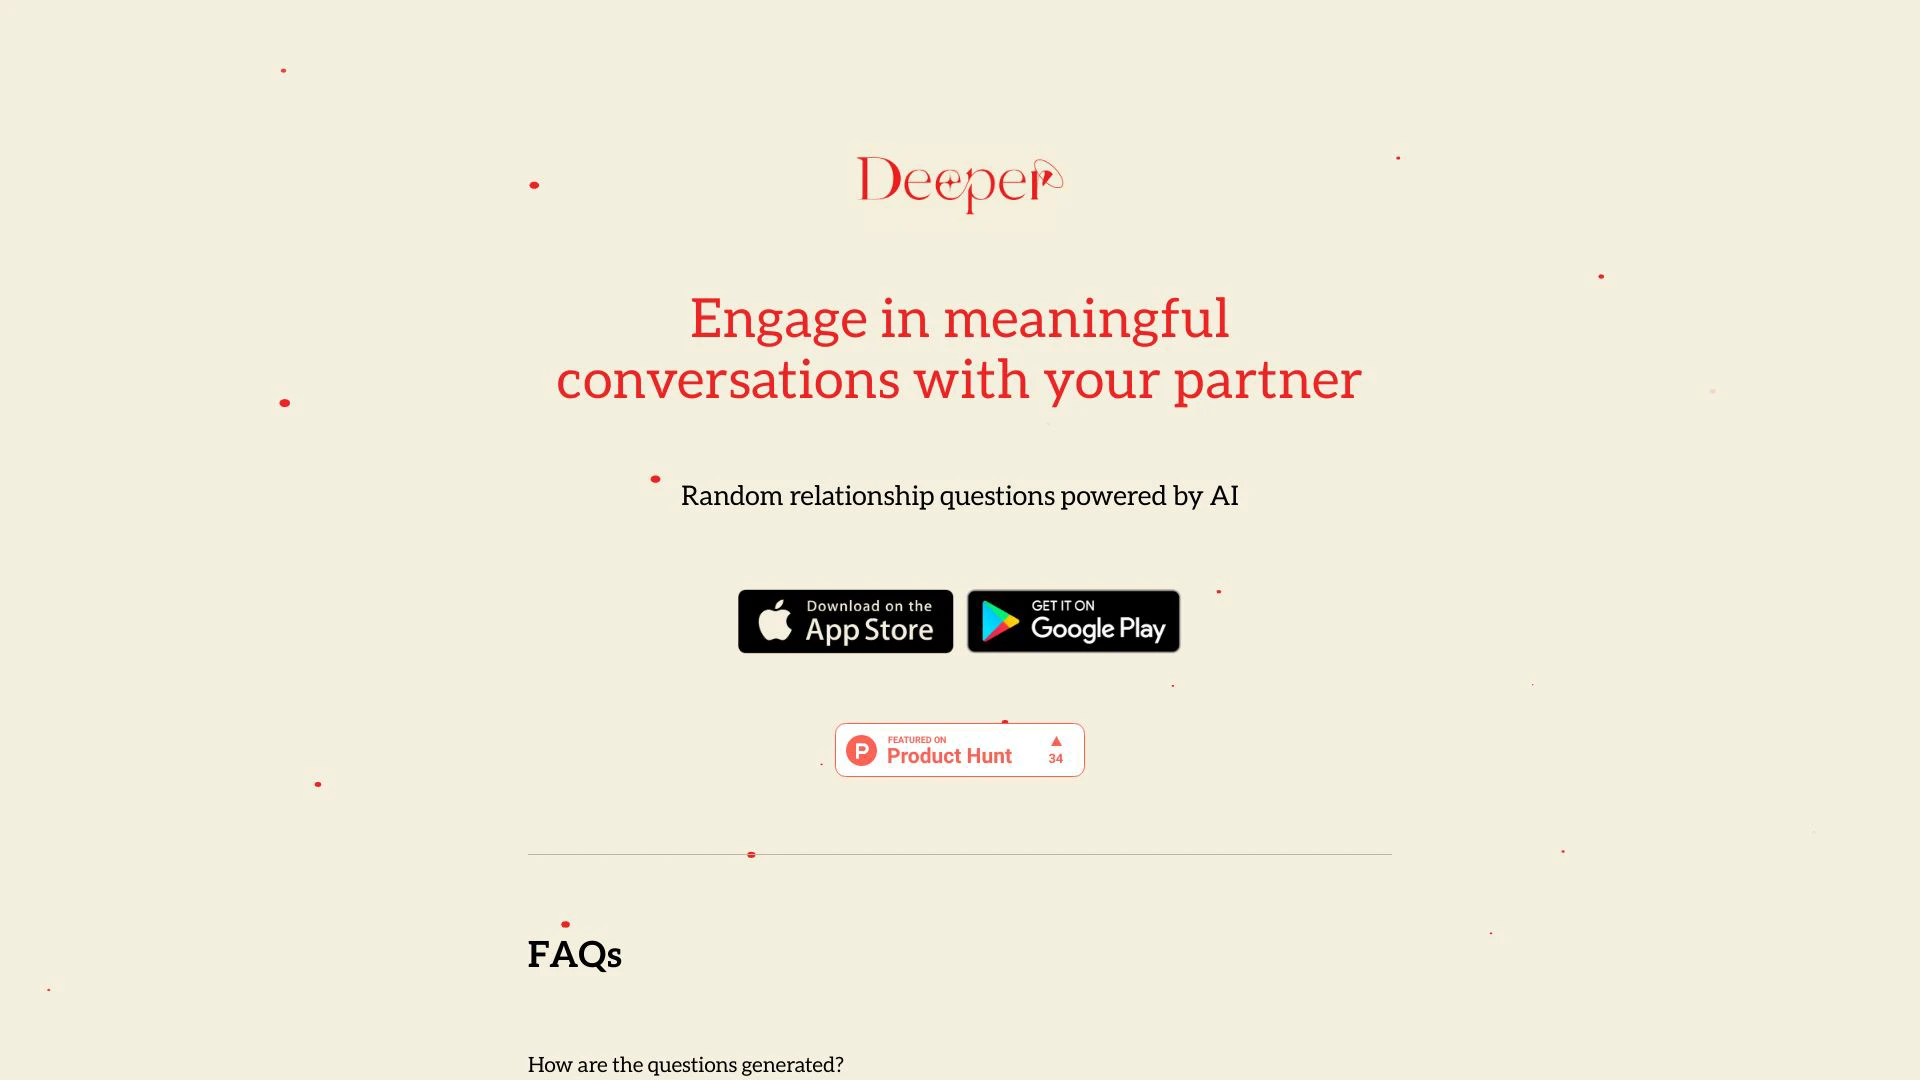 Deeper
Engage in meaningful
conversations with your partner
Random relationship questions powered by AI
Download on the
App Store
GET IT ON
Google Play
FEATURED ON
Product Hunt
34
FAQs
How are the questions generated?